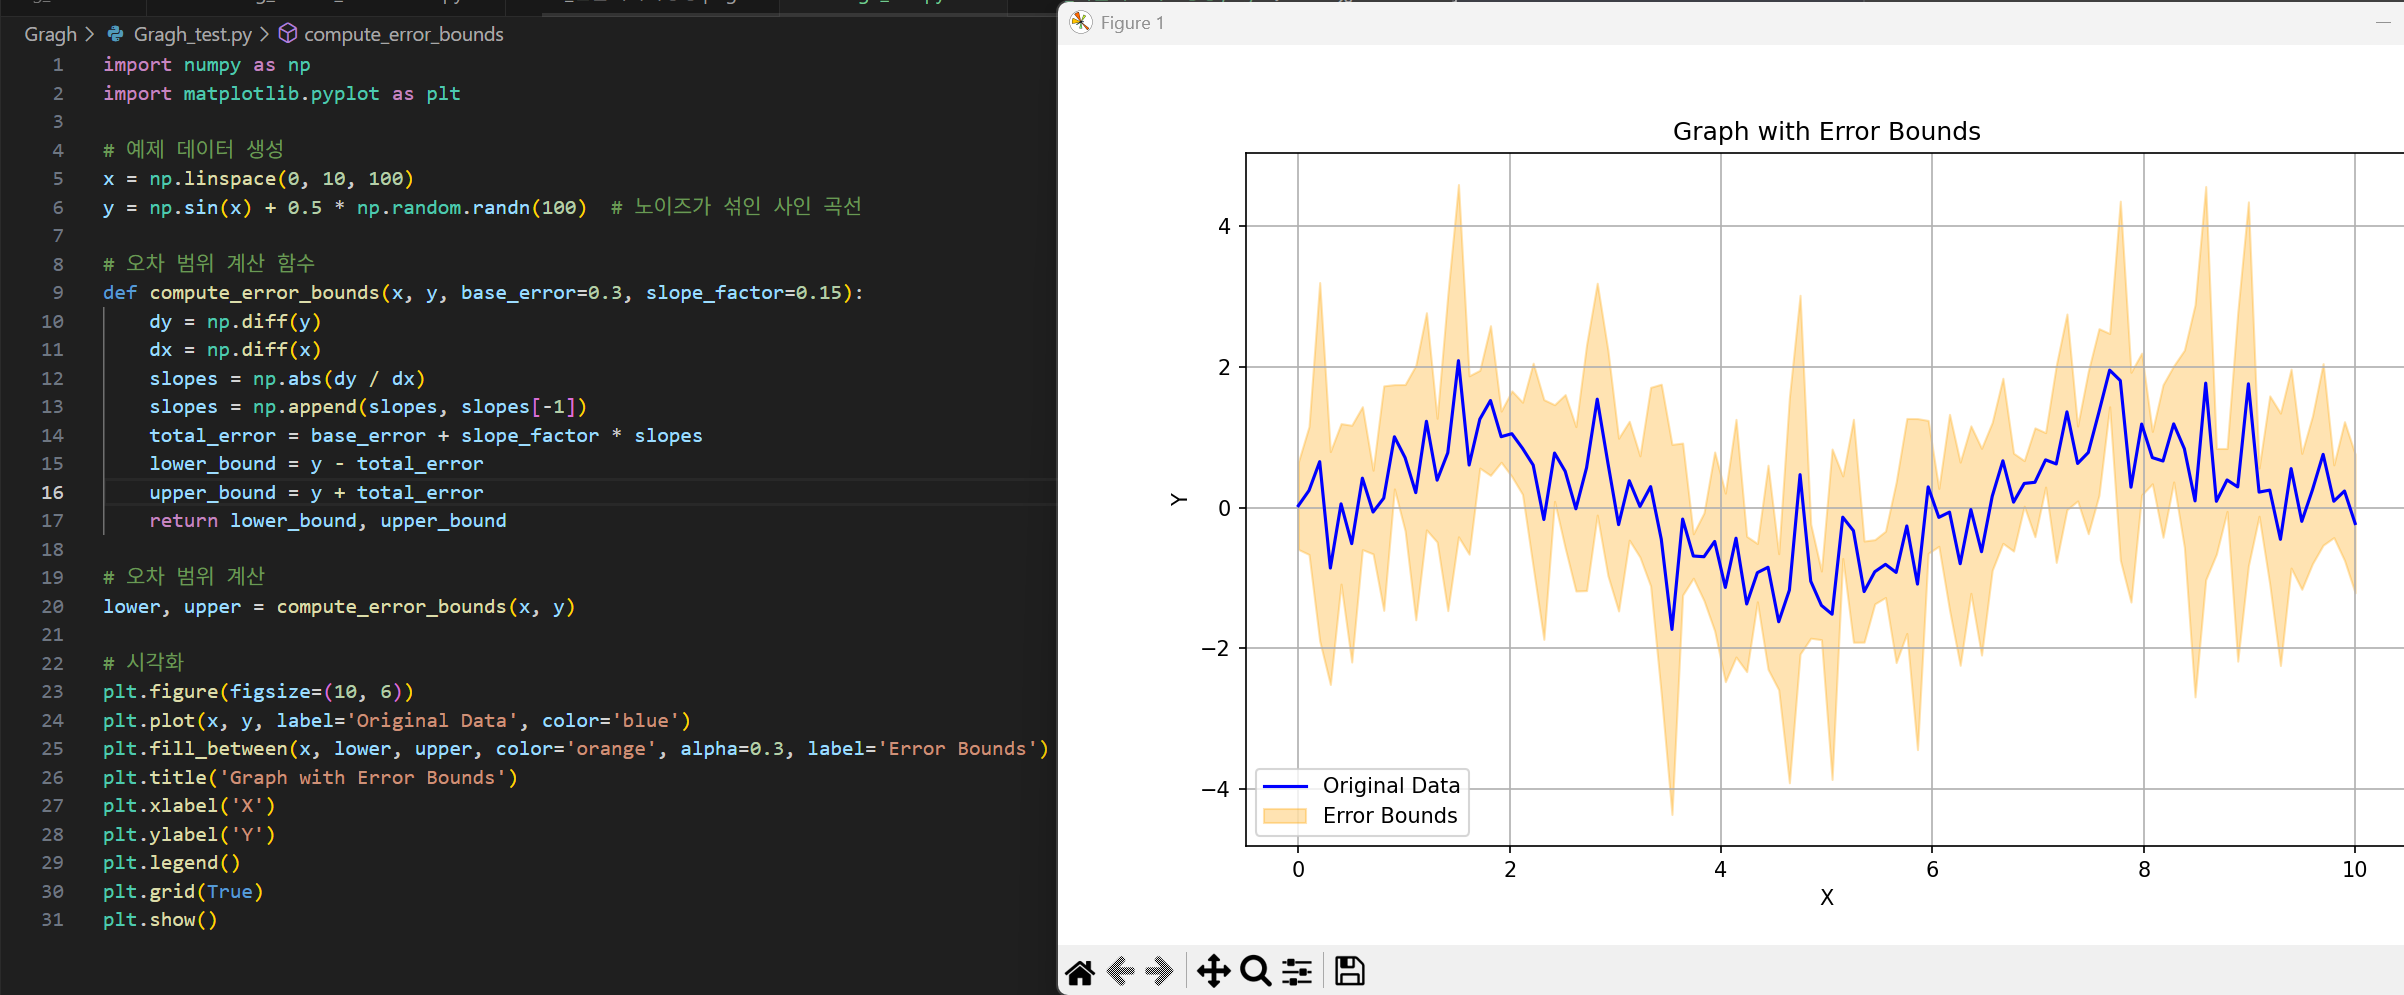 Gragh > Gragh_test.py > compute_error_bounds
1 import numpy as np
2 import matplotlib.pyplot as plt
3
4 # 예제 데이터 생성
5 x = np.linspace(0, 10, 100)
6 y = np.sin(x) + 0.5 * np.random.randn(100)  # 노이즈가 섞인 사인 곡선
7
8 # 오차 범위 계산 함수
9 def compute_error_bounds(x, y, base_error=0.3, slope_factor=0.15):
10     dy = np.diff(y)
11     dx = np.diff(x)
12     slopes = np.abs(dy / dx)
13     slopes = np.append(slopes, slopes[-1])
14     total_error = base_error + slope_factor * slopes
15     lower_bound = y - total_error
16     upper_bound = y + total_error
17     return lower_bound, upper_bound
18
19 # 오차 범위 계산
20 lower, upper = compute_error_bounds(x, y)
21
22 # 시각화
23 plt.figure(figsize=(10, 6))
24 plt.plot(x, y, label='Original Data', color='blue')
25 plt.fill_between(x, lower, upper, color='orange', alpha=0.3, label='Error Bounds')
26 plt.title('Graph with Error Bounds')
27 plt.xlabel('X')
28 plt.ylabel('Y')
29 plt.legend()
30 plt.grid(True)
31 plt.show()
Figure 1
Graph with Error Bounds
4
2
0
−2
−4
Y
Original Data
Error Bounds
0 2 4 6 8 10
X